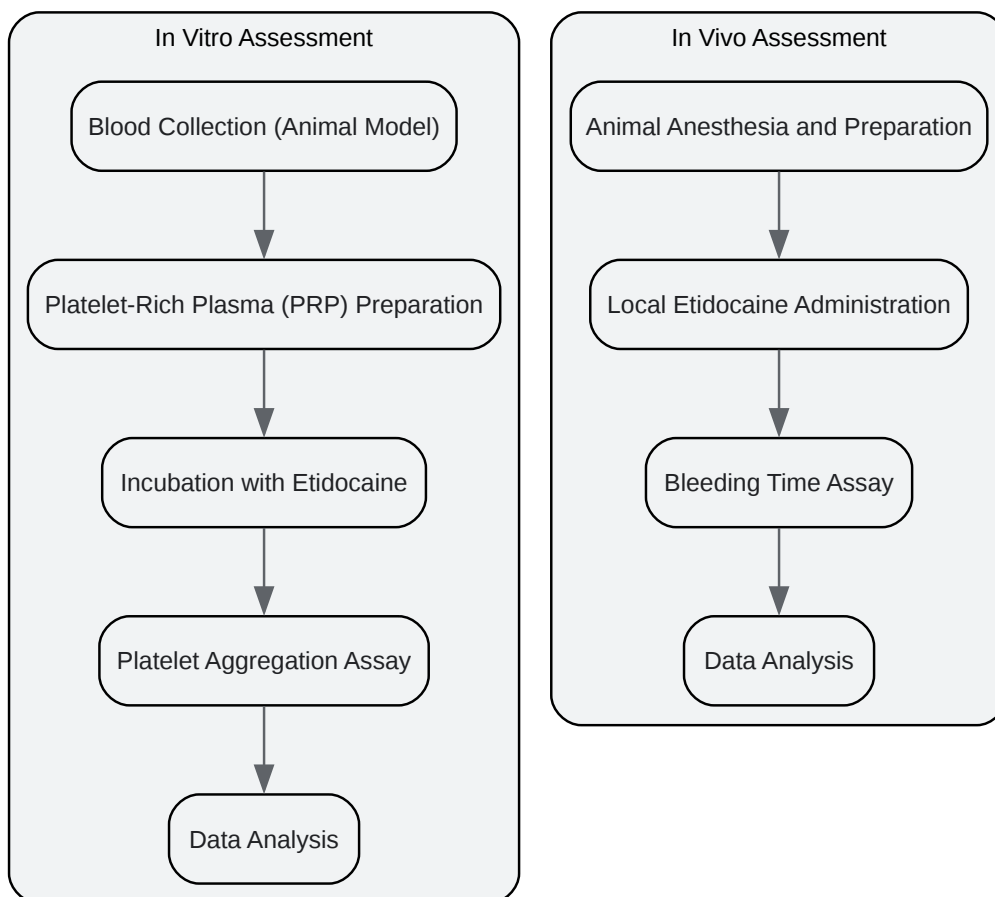 In Vitro Assessment
Blood Collection (Animal Model)
Platelet-Rich Plasma (PRP) Preparation
Incubation with Etidocaine
Platelet Aggregation Assay
Data Analysis
In Vivo Assessment
Animal Anesthesia and Preparation
Local Etidocaine Administration
Bleeding Time Assay
Data Analysis